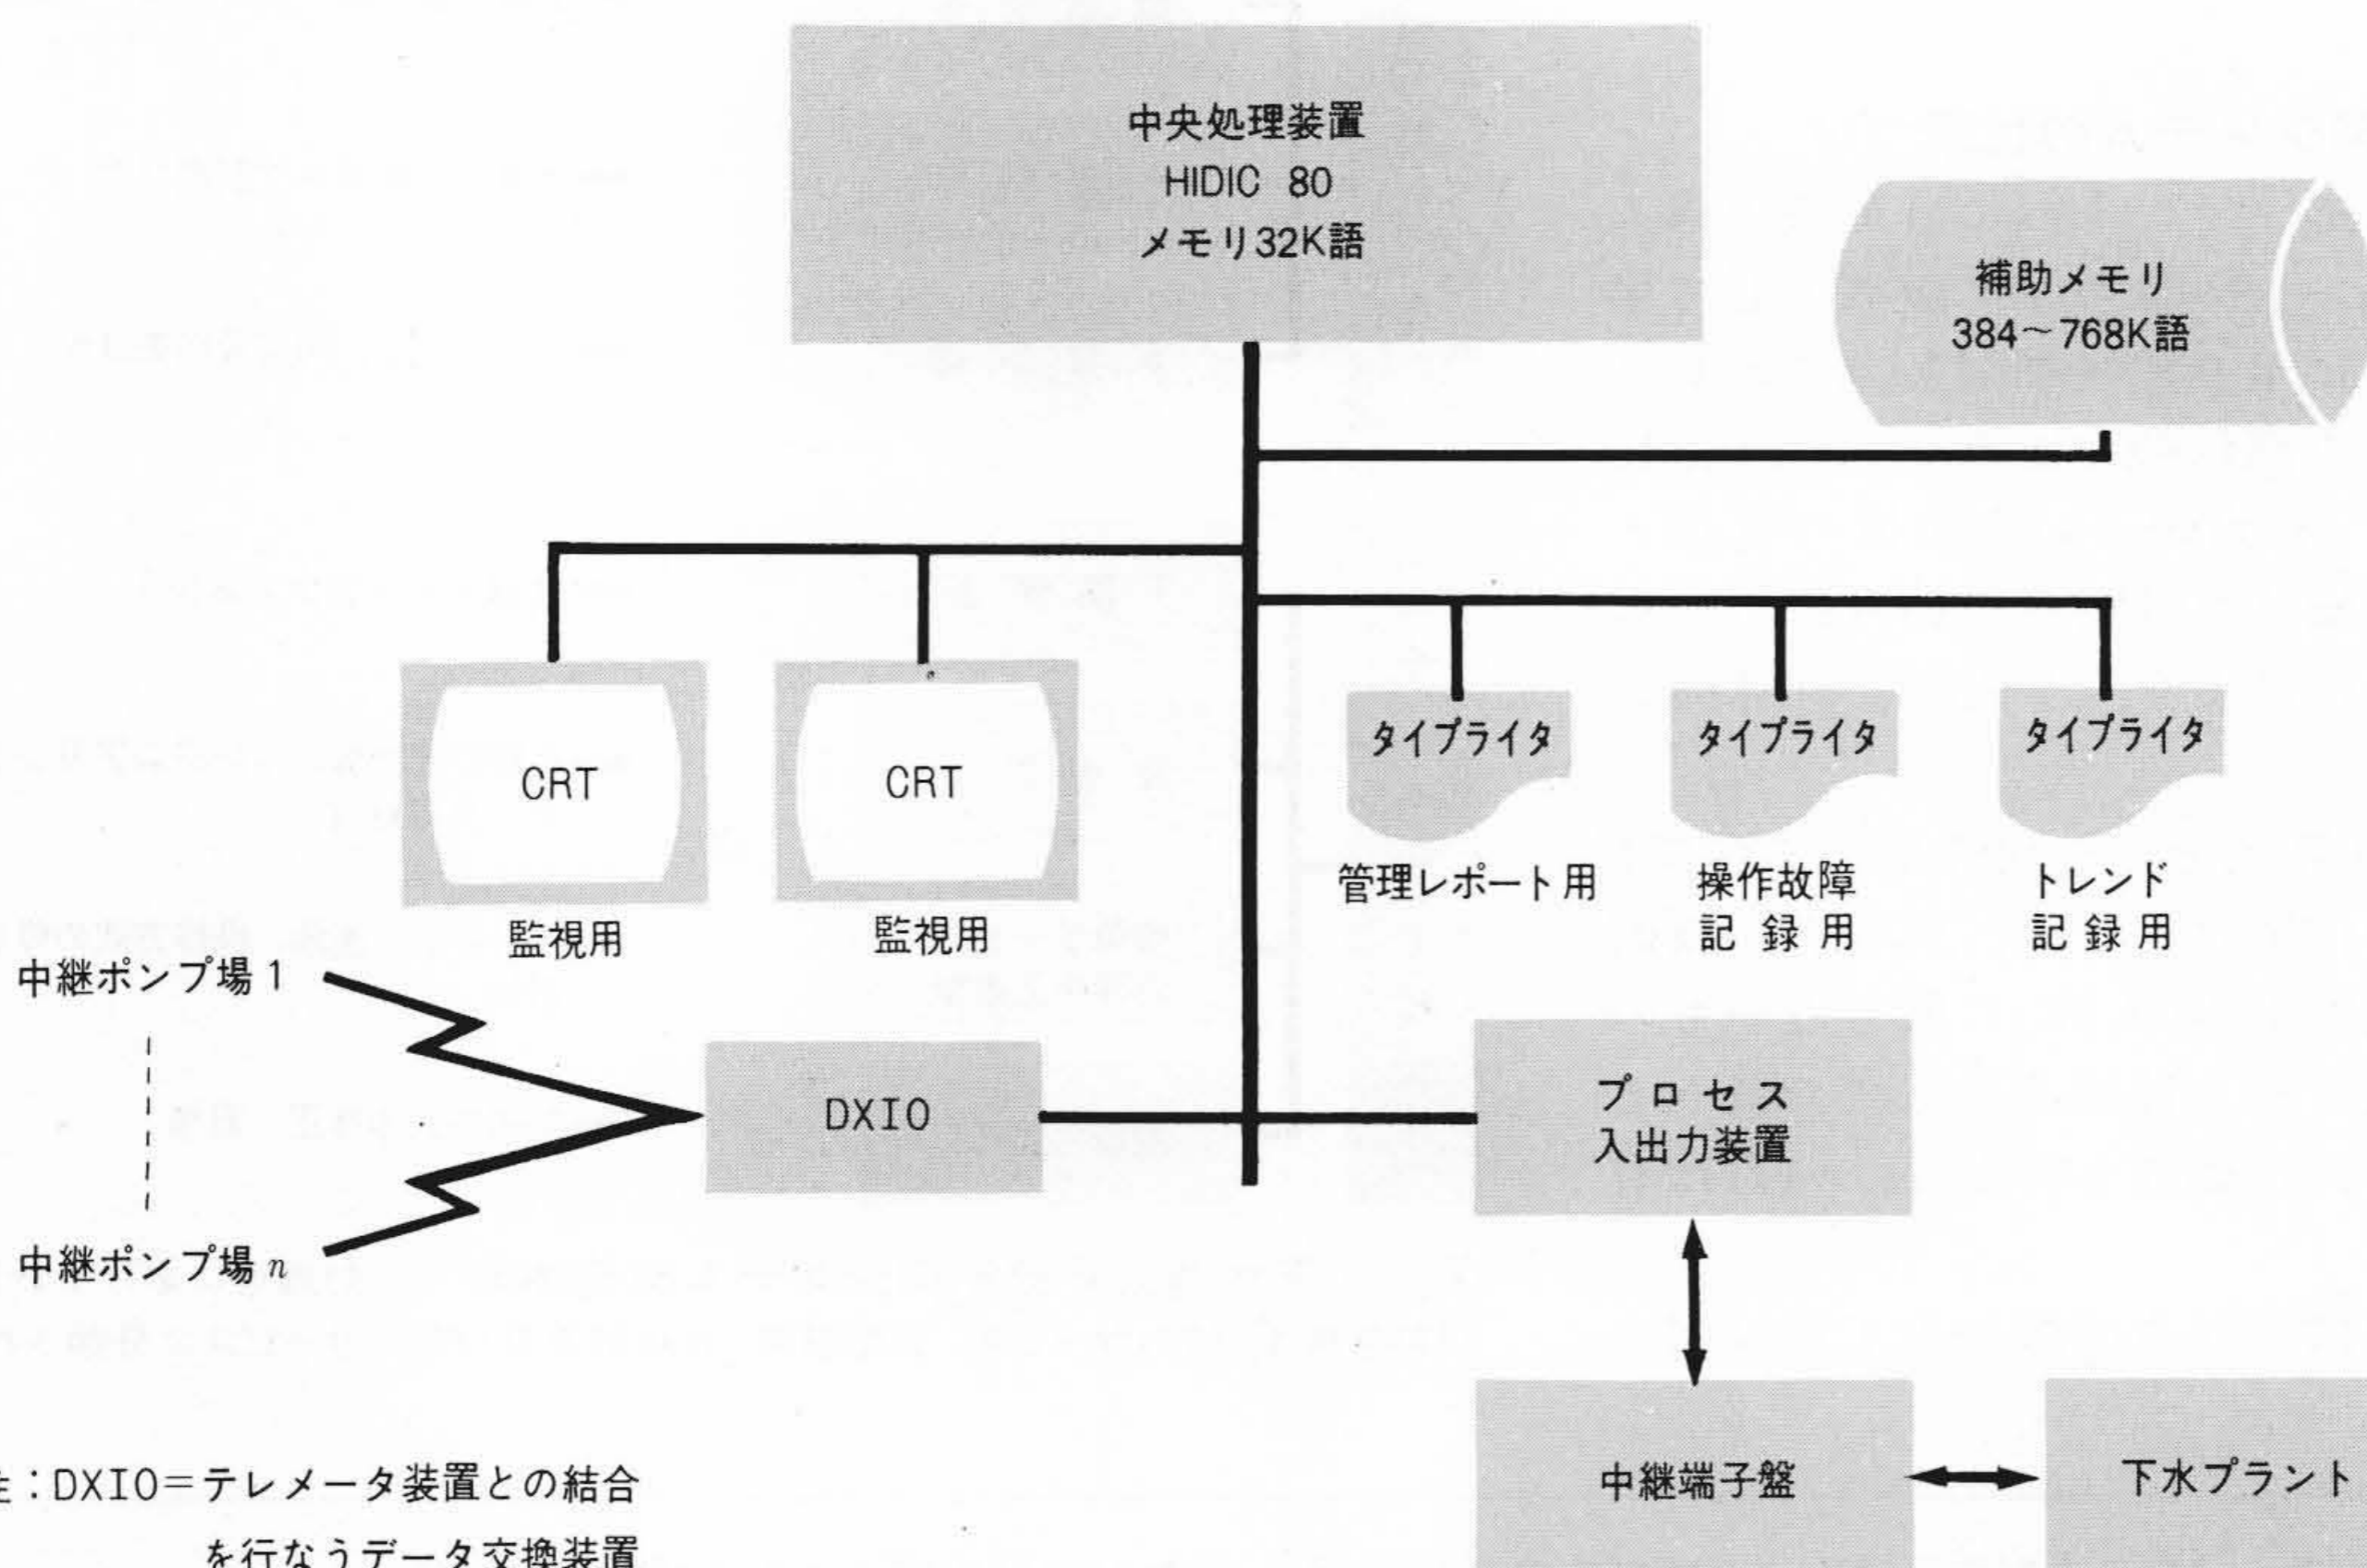 中央処理装置
HIDIC 80
メモリ32K語
補助メモリ
384～768K語
CRT
監視用
CRT
監視用
タイプライタ
管理レポート用
タイプライタ
操作故障
記録用
タイプライタ
トレンド
記録用
中継ポンプ場1
中継ポンプ場n
DXIO
プロセス
入出力装置
中継端子盤
下水プラント
：DXIO＝テレメータ装置との結合
を行なうデータ交換装置